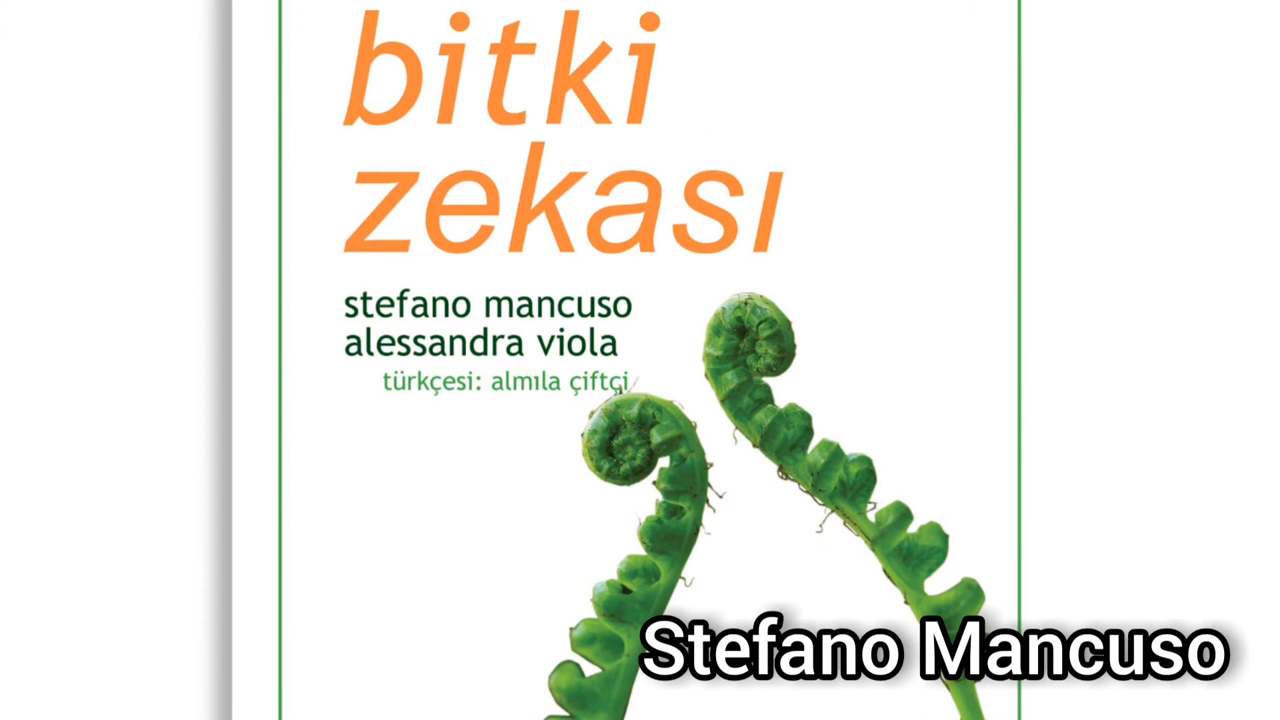 bitki
zekası
stefano mancuso
alessandra viola
türkçesi: almıla çiftçi
Stefano Mancuso